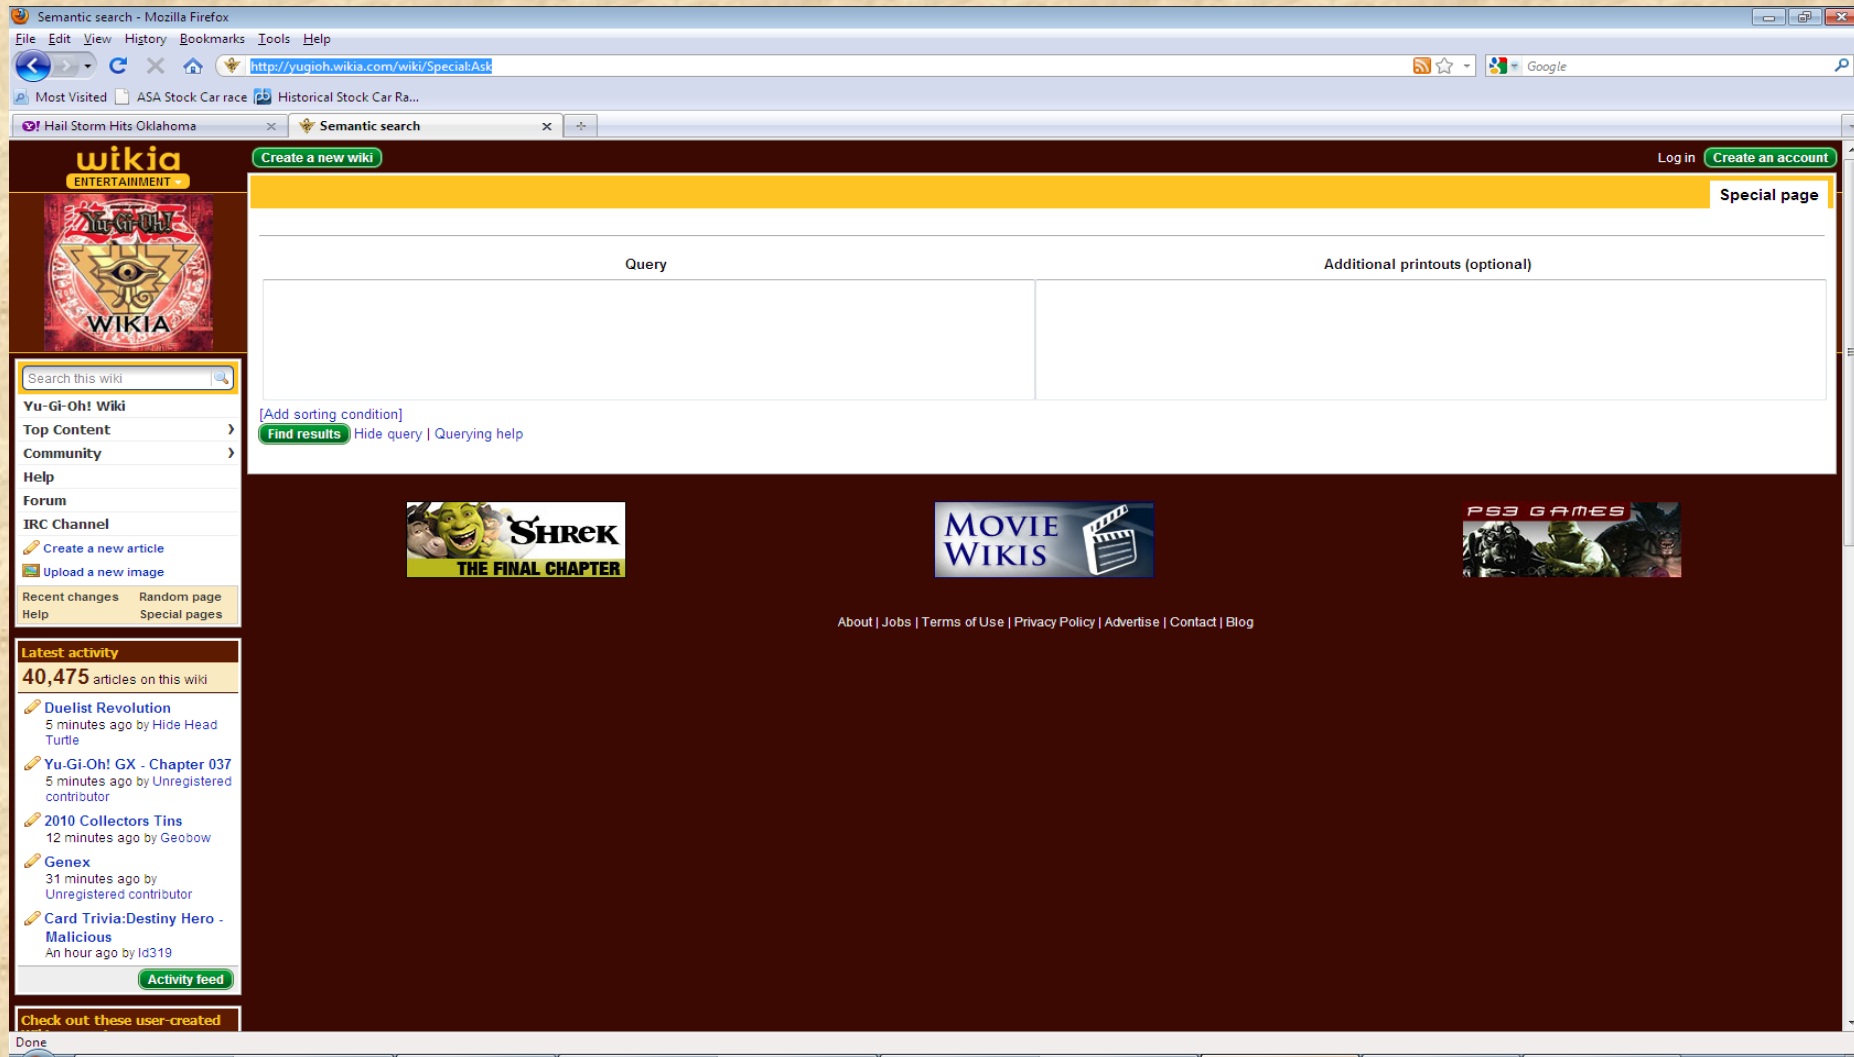 Semantic search - Mozilla Firefox
File Edit View History Bookmarks Tools Help
http://yugioh.wikia.com/wiki/Special:Ask
Google
Most Visited ASA Stock Car race Historical Stock Car Ra...
Hail Storm Hits Oklahoma
Semantic search
wikia
ENTERTAINMENT
Create a new wiki
Log in Create an account
Special page
Yu-Gi-Oh!
WIKIA
Query
Additional printouts (optional)
[Add sorting condition]
Find results Hide query | Querying help
Search this wiki
Yu-Gi-Oh! Wiki
Top Content
Community
Help
Forum
IRC Channel
Create a new article
Upload a new image
Recent changes Random page
Help Special pages
SHREK
THE FINAL CHAPTER
MOVIE
WIKIS
PS3 GAMES
About | Jobs | Terms of Use | Privacy Policy | Advertise | Contact | Blog
Latest activity
40,475 articles on this wiki
Duelist Revolution
5 minutes ago by Hide Head
Turtle
Yu-Gi-Oh! GX - Chapter 037
5 minutes ago by Unregistered
contributor
2010 Collectors Tins
12 minutes ago by Geobow
Genex
31 minutes ago by
Unregistered contributor
Card Trivia:Destiny Hero -
Malicious
An hour ago by Id319
Activity feed
Check out these user-created
Done